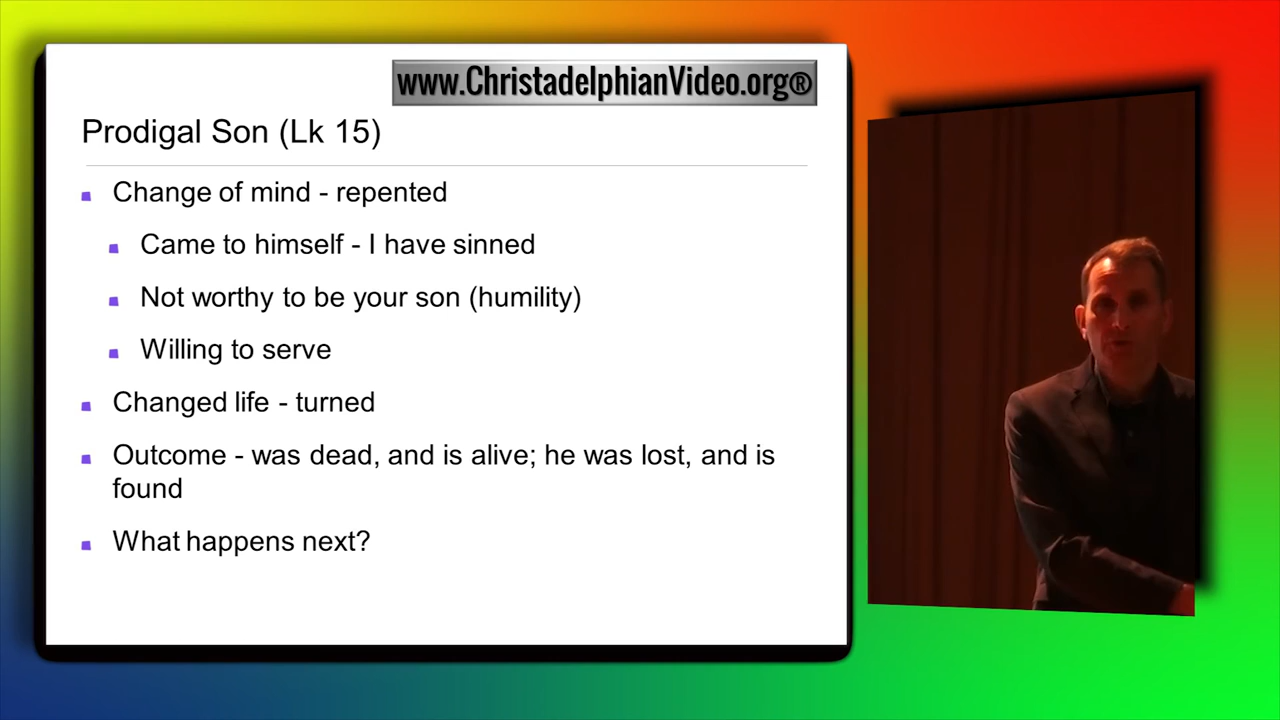 www.ChristadelphianVideo.org®
Prodigal Son (Lk 15)
Change of mind - repented
Came to himself - I have sinned
Not worthy to be your son (humility)
Willing to serve
Changed life - turned
Outcome - was dead, and is alive; he was lost, and is
found
What happens next?